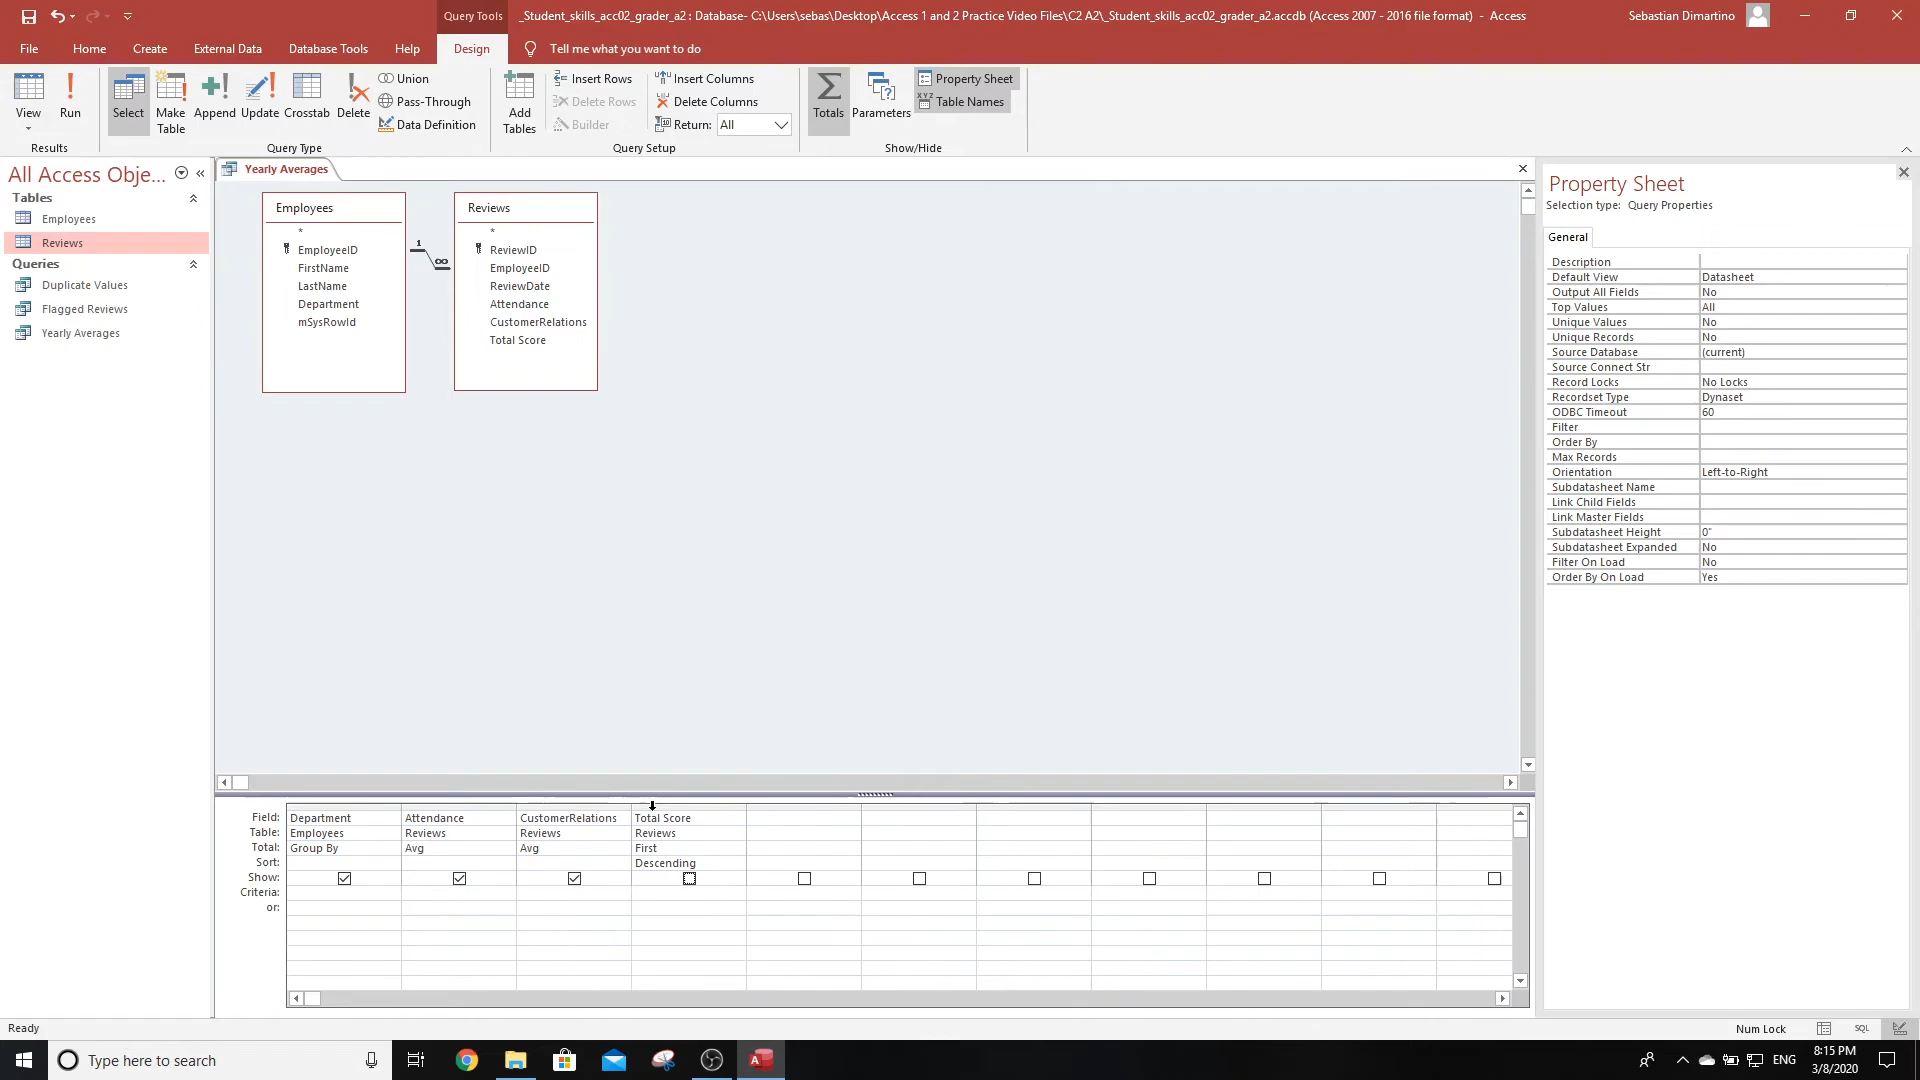 Query Tools
_Student_skills_acc02_grader_a2 : Database- C:\Users\sebas\Desktop\Access 1 and 2 Practice Video Files\C2 A2\_Student_skills_acc02_grader_a2.accdb (Access 2007 - 2016 file format) - Access
Sebastian Dimartino
File Home Create External Data Database Tools Help Design Tell me what you want to do
View
Run
Results
Select
Make Table
Append
Update
Crosstab
Delete
Union
Pass-Through
Data Definition
Query Type
Add Tables
Insert Rows
Delete Rows
Builder
Insert Columns
Delete Columns
Return: All
Query Setup
Totals
Parameters
Property Sheet
Table Names
Show/Hide
All Access Obje...
Tables
Employees
Reviews
Queries
Duplicate Values
Flagged Reviews
Yearly Averages
Yearly Averages
Employees
*
EmployeeID
FirstName
LastName
Department
mSysRowId
1
∞
Reviews
*
ReviewID
EmployeeID
ReviewDate
Attendance
CustomerRelations
Total Score
Field: Department Attendance CustomerRelations Total Score
Table: Employees Reviews Reviews Reviews
Total: Group By Avg Avg First
Sort: Descending
Show:
Criteria:
or:
Property Sheet
Selection type: Query Properties
General
Description
Default View Datasheet
Output All Fields No
Top Values All
Unique Values No
Unique Records No
Source Database (current)
Source Connect Str
Record Locks No Locks
Recordset Type Dynaset
ODBC Timeout 60
Filter
Order By
Max Records
Orientation Left-to-Right
Subdatasheet Name
Link Child Fields
Link Master Fields
Subdatasheet Height 0"
Subdatasheet Expanded No
Filter On Load No
Order By On Load Yes
Ready
Num Lock
SQL
Type here to search
ENG
8:15 PM
3/8/2020